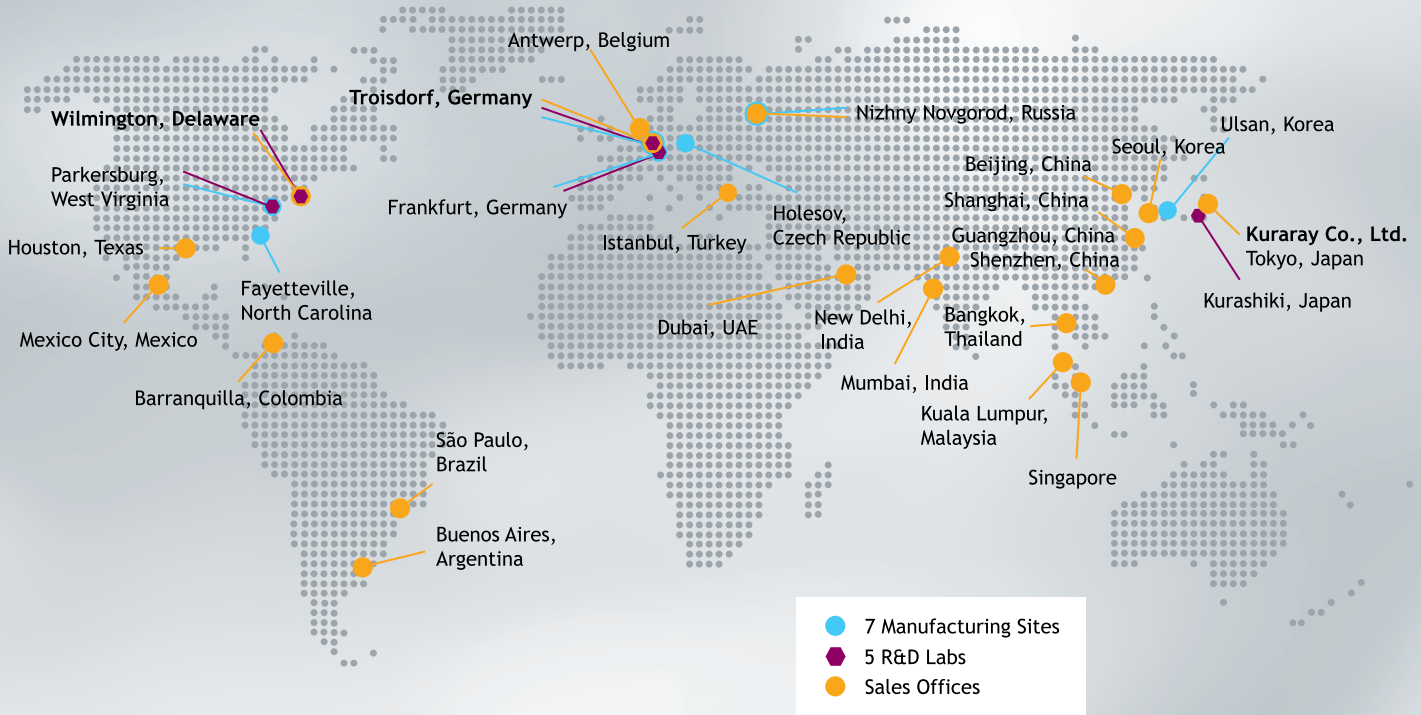 Antwerp, Belgium
Troisdorf, Germany
Wilmington, Delaware
Nizhny Novgorod, Russia
Ulsan, Korea
Seoul, Korea
Beijing, China
Parkersburg,
West Virginia
Shanghai, China
Frankfurt, Germany
Holesov,
Czech Republic
Istanbul, Turkey
Guangzhou, China
Shenzhen, China
Kuraray Co., Ltd.
Tokyo, Japan
Houston, Texas
Fayetteville,
North Carolina
Kurashiki, Japan
Mexico City, Mexico
Dubai, UAE
New Delhi,
India
Bangkok,
Thailand
Barranquilla, Colombia
Mumbai, India
Kuala Lumpur,
Malaysia
São Paulo,
Brazil
Singapore
Buenos Aires,
Argentina
7 Manufacturing Sites
5 R&D Labs
Sales Offices